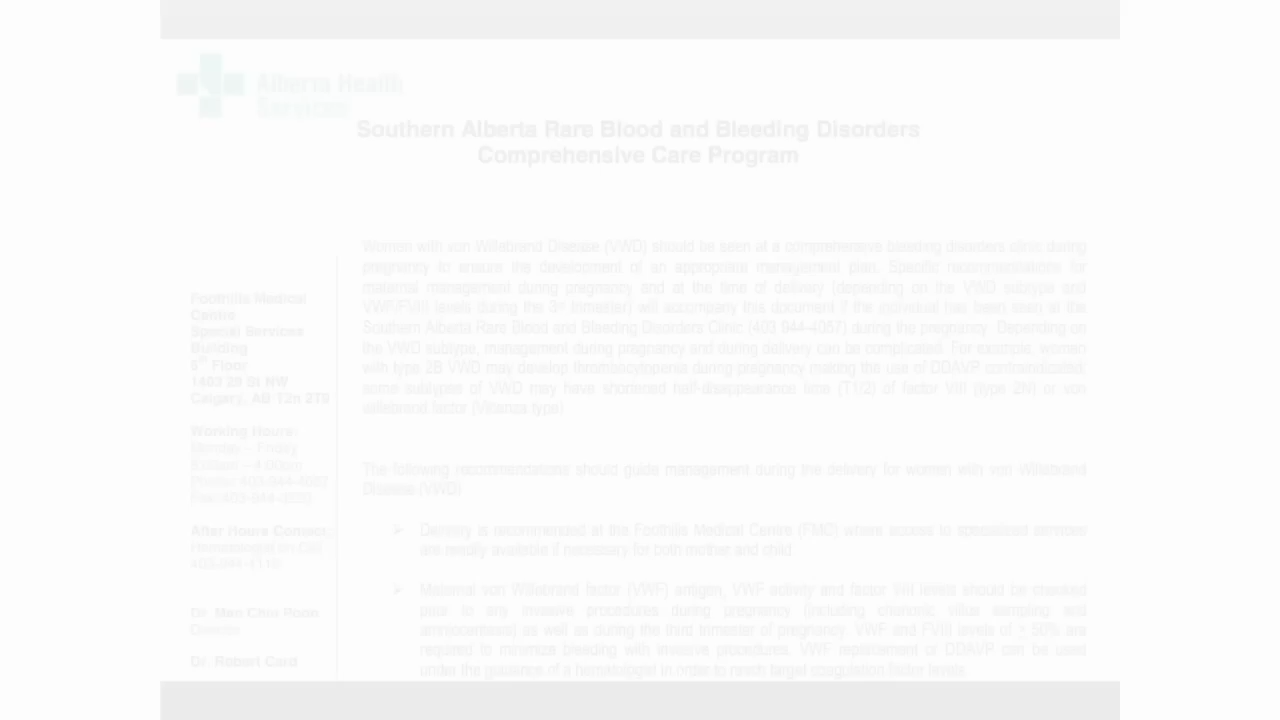 Alberta Health
Services
Southern Alberta Rare Blood and Bleeding Disorders
Comprehensive Care Program
Foothills Medical
Centre
Special Services
Building
5th Floor
1403 29 St NW
Calgary, AB T2n 2T9
Working Hours:
Monday – Friday
Phone: 403-944-
After Hours Contact:
Hematologist on Call
Dr. Man Chiu Poon
Director
Dr. Robert Card
Women with von Willebrand Disease (VWD) should be seen at a comprehensive bleeding disorders clinic during
pregnancy to ensure the development of an appropriate management plan. Specific recommendations for
maternal management during pregnancy and at the time of delivery (depending on the VWD subtype and
VWF/FVIII levels during the 3rd trimester) will accompany this document if the individual has been seen at the
Southern Alberta Rare Blood and Bleeding Disorders Clinic (403 944-4057) during the pregnancy. Depending on
the VWD subtype, management during pregnancy and during delivery can be complicated. For example, women
with type 2B VWD may develop thrombocytopenia during pregnancy making the use of DDAVP contraindicated;
some subtypes of VWD may have shortened half-disappearance time (T1/2) of factor VIII (type 2N) or von
willebrand factor (Vicenza type)
The following recommendations should guide management during the delivery for women with von Willebrand
Disease (VWD)
➢ Delivery is recommended at the Foothills Medical Centre (FMC) where access to specialized services
are readily available if necessary for both mother and child
➢ Maternal von Willebrand factor (VWF) antigen, VWF activity and factor VIII levels should be checked
prior to any invasive procedures during pregnancy (including chorionic villus sampling and
amniocentesis) as well as during the third trimester of pregnancy. VWF and FVIII levels of ≥ 50% are
required to minimize bleeding with invasive procedures. VWF replacement or DDAVP can be used
under the guidance of a hematologist in order to reach target coagulation factor levels.